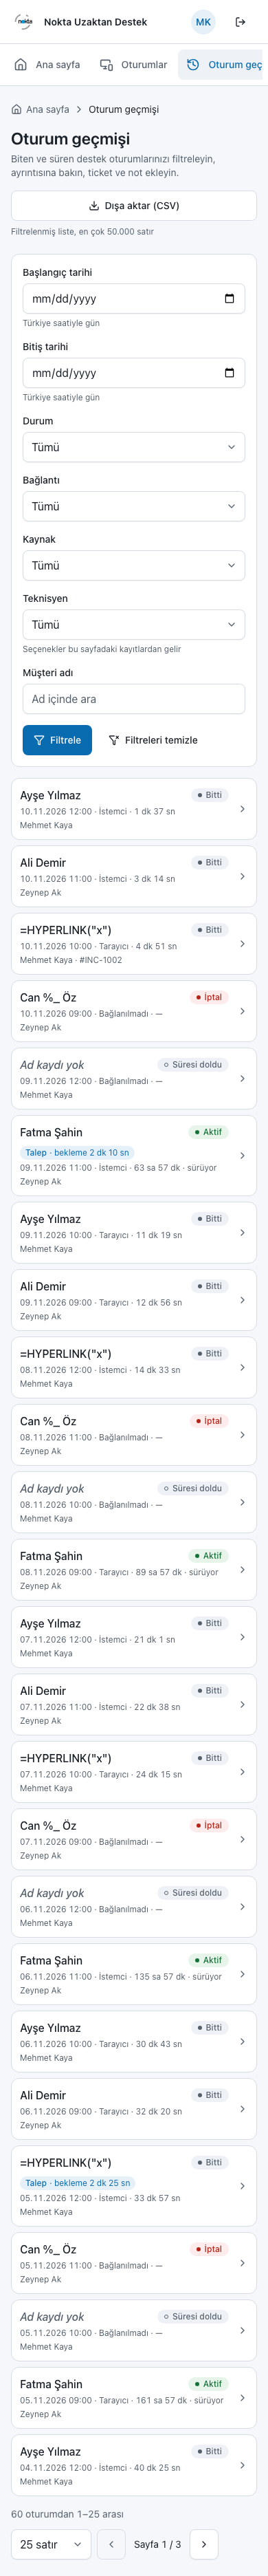 Nokta Uzaktan Destek
MK
Ana sayfa
Oturumlar
Oturum geç
Ana sayfa > Oturum geçmişi
Oturum geçmişi
Biten ve süren destek oturumlarınızı filtreleyin,
ayrıntısına bakın, ticket ve not ekleyin.
Dışa aktar (CSV)
Filtrelenmiş liste, en çok 50.000 satır
Başlangıç tarihi
mm/dd/yyyy
Türkiye saatiyle gün
Bitiş tarihi
mm/dd/yyyy
Türkiye saatiyle gün
Durum
Tümü
Bağlantı
Tümü
Kaynak
Tümü
Teknisyen
Tümü
Seçenekler bu sayfadaki kayıtlardan gelir
Müşteri adı
Ad içinde ara
Filtrele
Filtreleri temizle
Ayşe Yılmaz
Bitti
10.11.2026 12:00 · İstemci · 1 dk 37 sn
Mehmet Kaya
Ali Demir
Bitti
10.11.2026 11:00 · İstemci · 3 dk 14 sn
Zeynep Ak
=HYPERLINK("x")
Bitti
10.11.2026 10:00 · Tarayıcı · 4 dk 51 sn
Mehmet Kaya · #INC-1002
Can %_ Öz
İptal
10.11.2026 09:00 · Bağlanılmadı · —
Zeynep Ak
Ad kaydı yok
Süresi doldu
09.11.2026 12:00 · Bağlanılmadı · —
Mehmet Kaya
Fatma Şahin
Aktif
Talep · bekleme 2 dk 10 sn
09.11.2026 11:00 · İstemci · 63 sa 57 dk · sürüyor
Zeynep Ak
Ayşe Yılmaz
Bitti
09.11.2026 10:00 · Tarayıcı · 11 dk 19 sn
Mehmet Kaya
Ali Demir
Bitti
09.11.2026 09:00 · Tarayıcı · 12 dk 56 sn
Zeynep Ak
=HYPERLINK("x")
Bitti
08.11.2026 12:00 · İstemci · 14 dk 33 sn
Mehmet Kaya
Can %_ Öz
İptal
08.11.2026 11:00 · Bağlanılmadı · —
Zeynep Ak
Ad kaydı yok
Süresi doldu
08.11.2026 10:00 · Bağlanılmadı · —
Mehmet Kaya
Fatma Şahin
Aktif
08.11.2026 09:00 · Tarayıcı · 89 sa 57 dk · sürüyor
Zeynep Ak
Ayşe Yılmaz
Bitti
07.11.2026 12:00 · İstemci · 21 dk 1 sn
Mehmet Kaya
Ali Demir
Bitti
07.11.2026 11:00 · İstemci · 22 dk 38 sn
Zeynep Ak
=HYPERLINK("x")
Bitti
07.11.2026 10:00 · Tarayıcı · 24 dk 15 sn
Mehmet Kaya
Can %_ Öz
İptal
07.11.2026 09:00 · Bağlanılmadı · —
Zeynep Ak
Ad kaydı yok
Süresi doldu
06.11.2026 12:00 · Bağlanılmadı · —
Mehmet Kaya
Fatma Şahin
Aktif
06.11.2026 11:00 · İstemci · 135 sa 57 dk · sürüyor
Zeynep Ak
Ayşe Yılmaz
Bitti
06.11.2026 10:00 · Tarayıcı · 30 dk 43 sn
Mehmet Kaya
Ali Demir
Bitti
06.11.2026 09:00 · Tarayıcı · 32 dk 20 sn
Zeynep Ak
=HYPERLINK("x")
Bitti
Talep · bekleme 2 dk 25 sn
05.11.2026 12:00 · İstemci · 33 dk 57 sn
Mehmet Kaya
Can %_ Öz
İptal
05.11.2026 11:00 · Bağlanılmadı · —
Zeynep Ak
Ad kaydı yok
Süresi doldu
05.11.2026 10:00 · Bağlanılmadı · —
Mehmet Kaya
Fatma Şahin
Aktif
05.11.2026 09:00 · Tarayıcı · 161 sa 57 dk · sürüyor
Zeynep Ak
Ayşe Yılmaz
Bitti
04.11.2026 12:00 · İstemci · 40 dk 25 sn
Mehmet Kaya
60 oturumdan 1–25 arası
25 satır
Sayfa 1 / 3